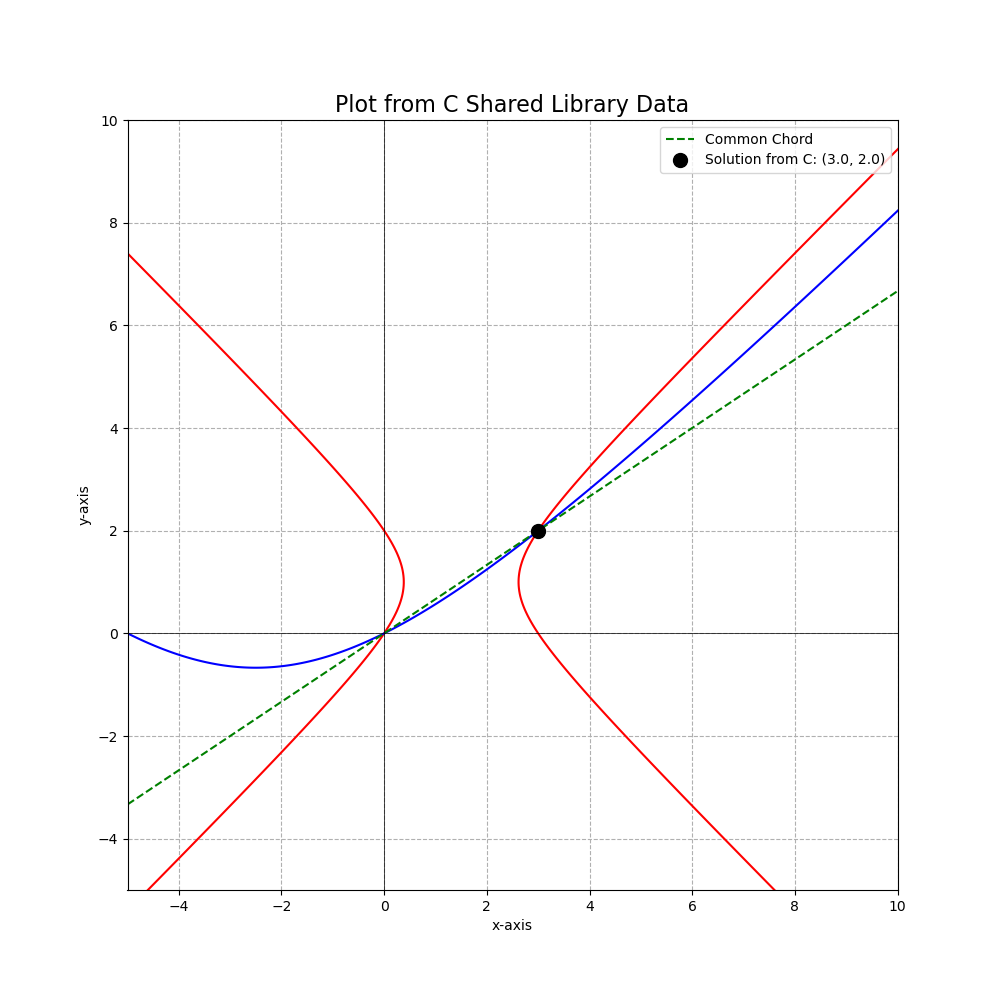 Plot from C Shared Library Data
Common Chord
Solution from C: (3.0, 2.0)
10
8
6
4
2
0
−2
−4
y-axis
−4 −2 0 2 4 6 8 10
x-axis